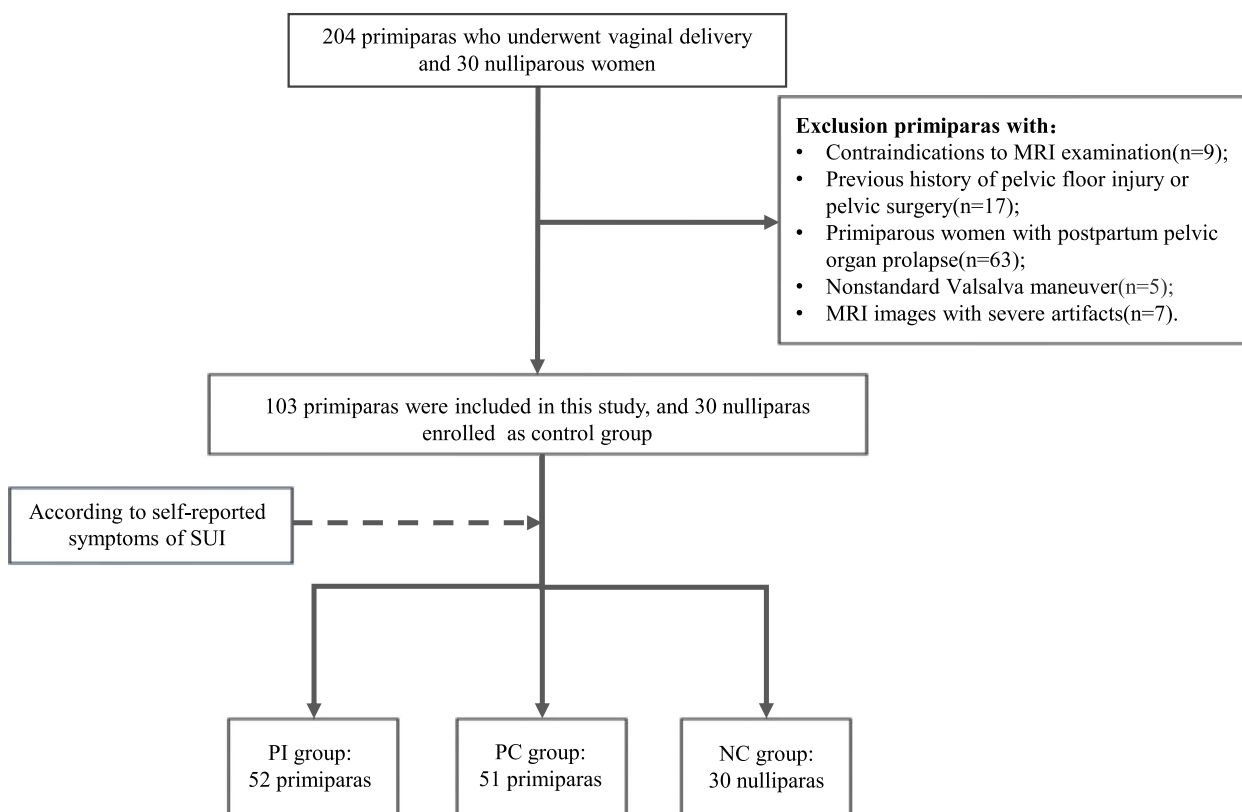 204 primiparas who underwent vaginal delivery
and 30 nulliparous women
Exclusion primiparas with：
• Contraindications to MRI examination(n=9);
• Previous history of pelvic floor injury or
pelvic surgery(n=17);
• Primiparous women with postpartum pelvic
organ prolapse(n=63);
• Nonstandard Valsalva maneuver(n=5);
• MRI images with severe artifacts(n=7).
103 primiparas were included in this study, and 30 nulliparas
enrolled as control group
According to self-reported
symptoms of SUI
PI group:
52 primiparas
PC group:
51 primiparas
NC group:
30 nulliparas